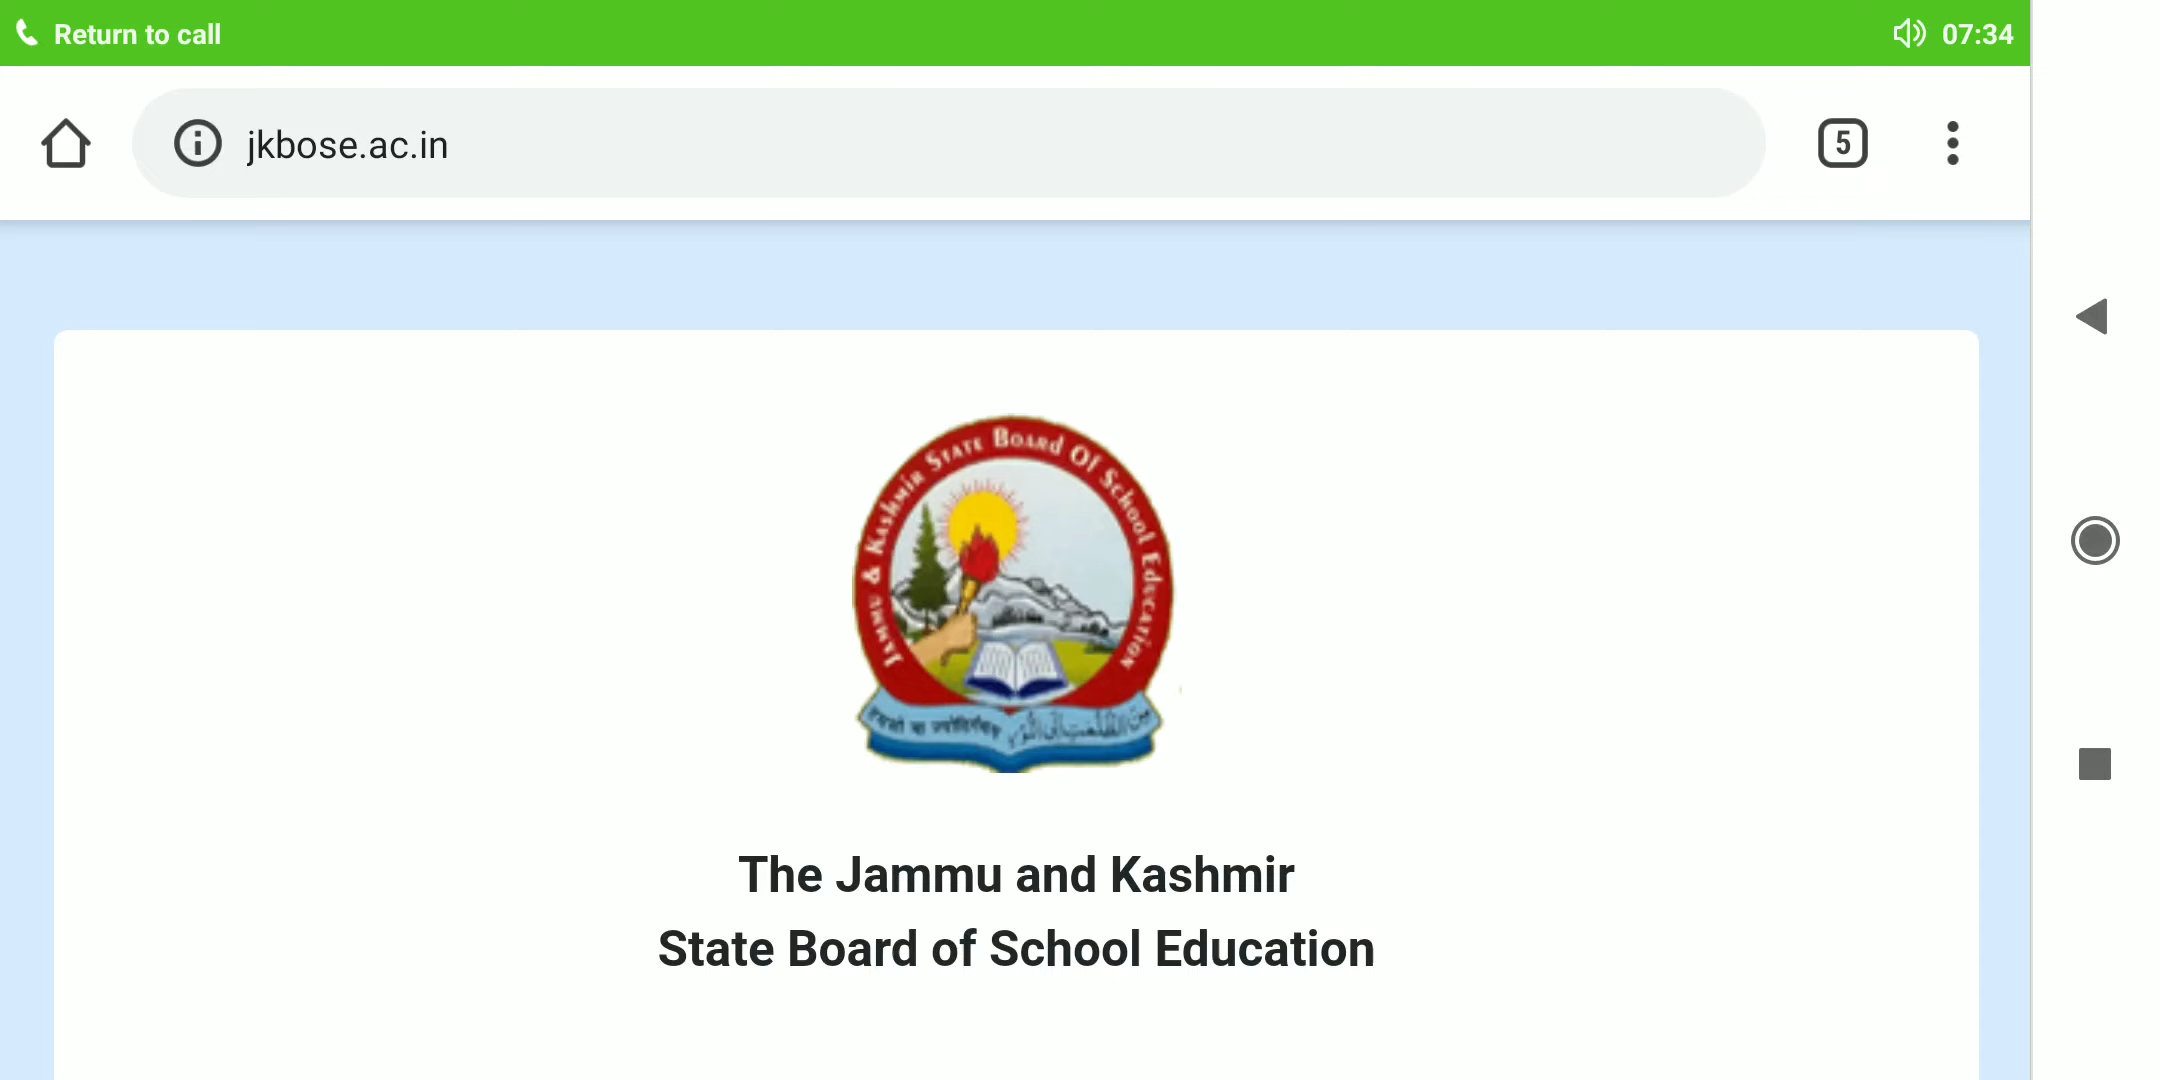 Return to call
07:34
jkbose.ac.in
5
Jammu & Kashmir State Board Of School Education
The Jammu and Kashmir
State Board of School Education